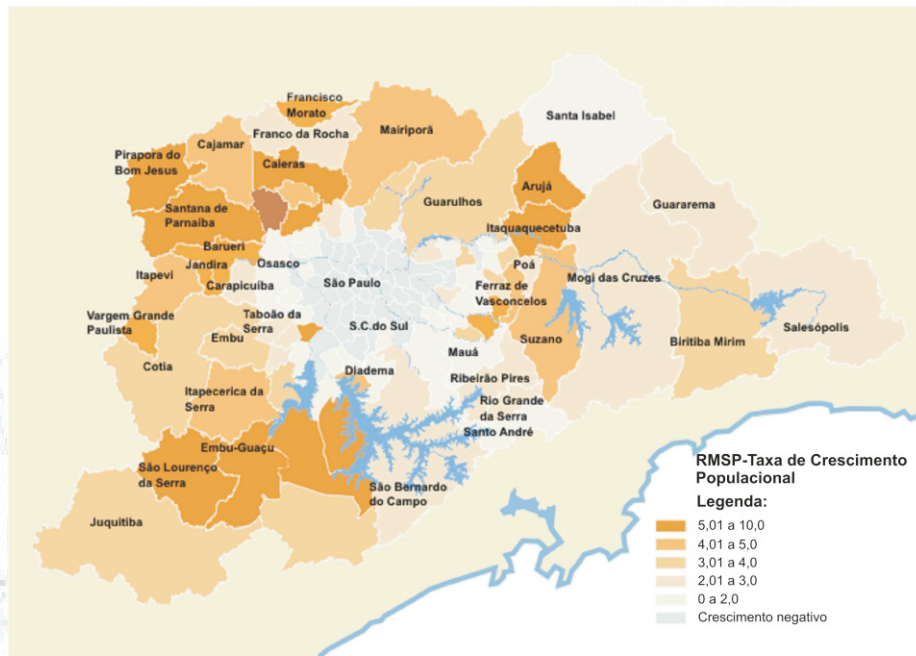 Francisco
Morato
Franco da Rocha
Mairiporã
Santa Isabel
Cajamar
Pirapora do
Bom Jesus
Caieras
Arujá
Guarulhos
Guararema
Santana de
Parnaíba
Itaquaquecetuba
Barueri
Jandira
Osasco
Poá
Itapevi
Carapicuiba
São Paulo
Mogi das Cruzes
Ferraz de
Vasconcelos
Vargem Grande
Paulista
Taboão da
Serra
S.C.do Sul
Salesópolis
Embu
Suzano
Biritiba Mirim
Mauá
Cotia
Diadema
Ribeirão Pires
Itapecerica da
Serra
Rio Grande
da Serra
Santo André
Embu-Guaçu
São Lourenço
da Serra
São Bernardo
do Campo
Juquitiba
RMSP-Taxa de Crescimento
Populacional
Legenda:
5,01 a 10,0
4,01 a 5,0
3,01 a 4,0
2,01 a 3,0
0 a 2,0
Crescimento negativo